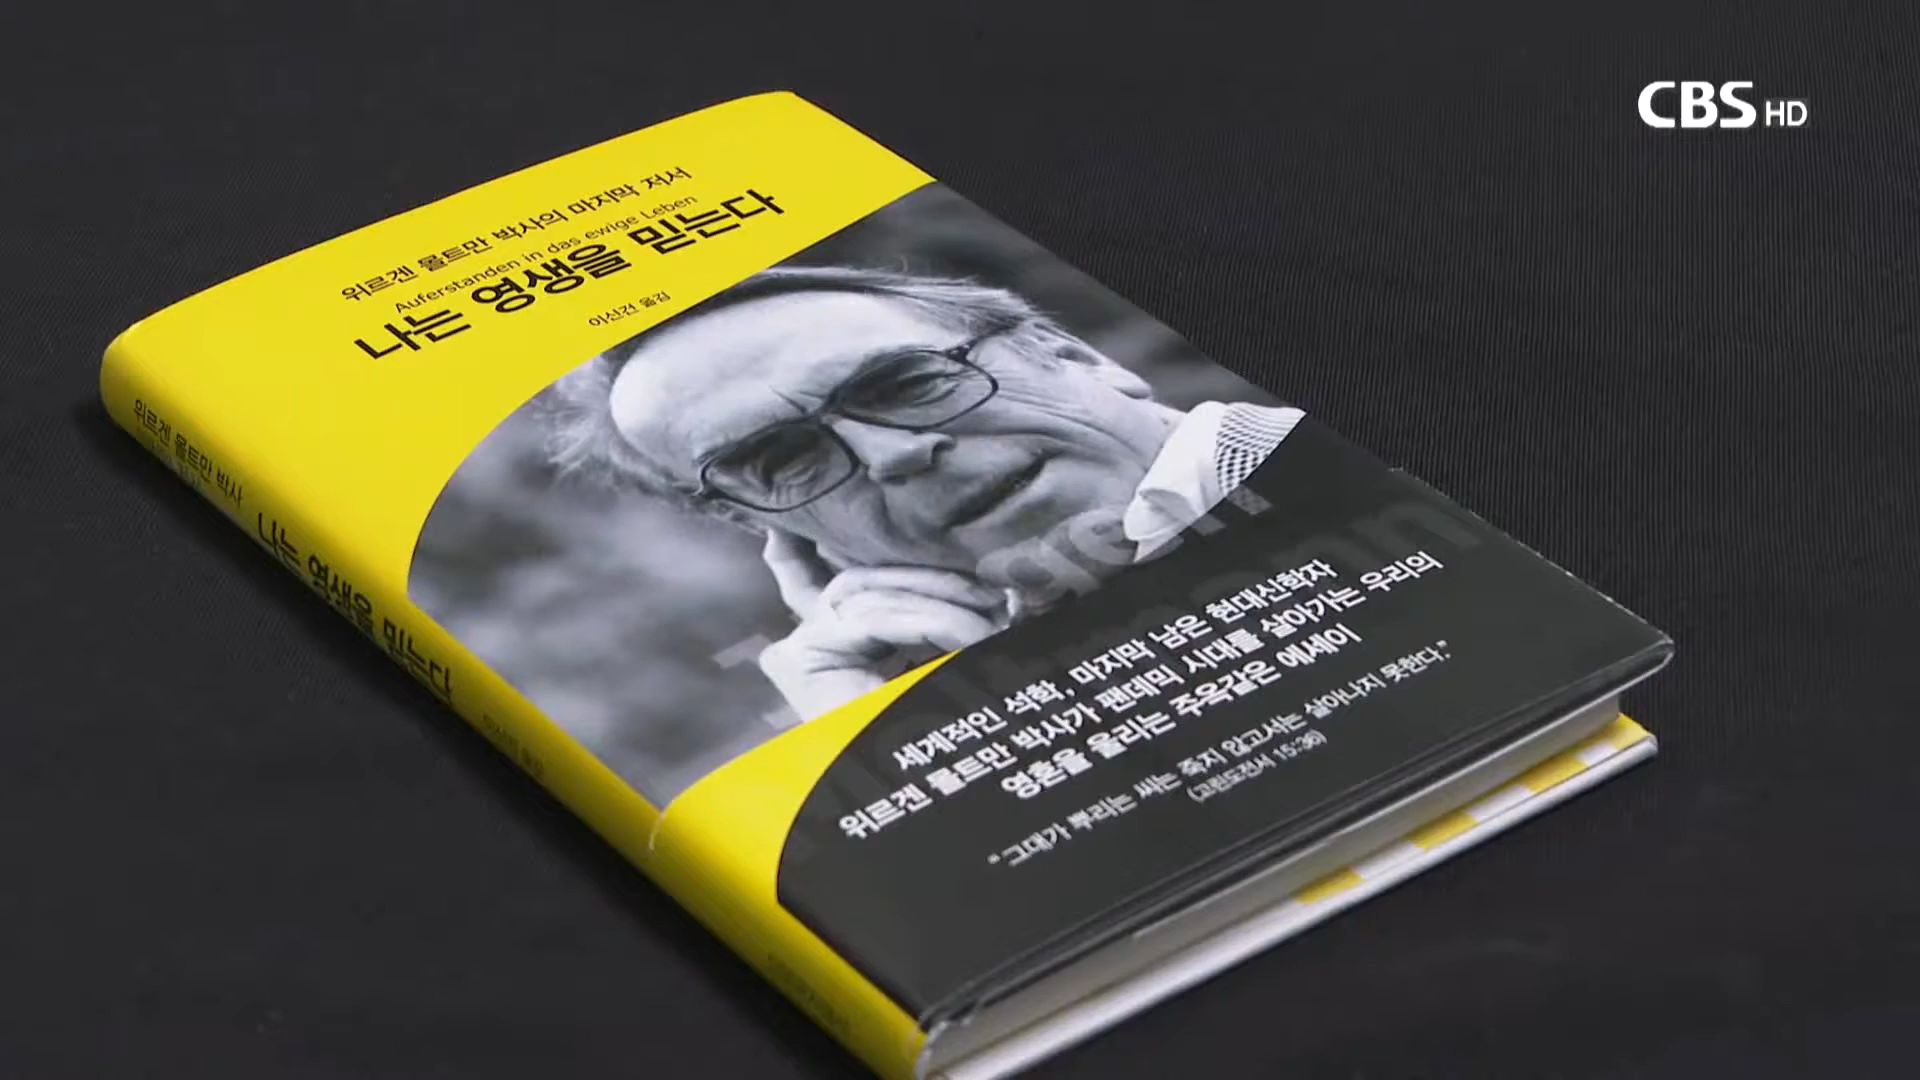 CBS HD
위르겐 몰트만 박사의 마지막 저서
Auferstanden in das ewige Leben
나는 영생을 믿는다
이신건 옮김
위르겐 몰트만 박사
나는 영생을 믿는다
세계적인 석학, 마지막 남은 현대신학자
위르겐 몰트만 박사가 팬데믹 시대를 살아가는 우리의
영혼을 울리는 주옥같은 에세이
“그대가 뿌리는 씨는 죽지 않고서는 살아나지 못한다.”
(고린도전서 15:36)